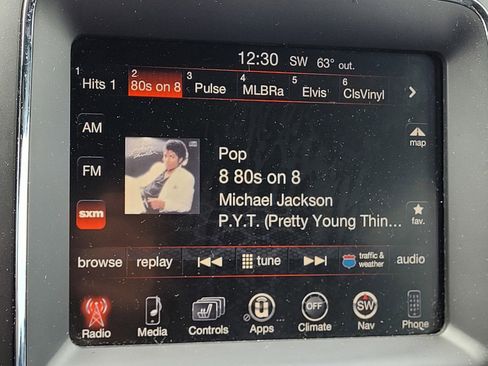 12:30 SW 63° out.
1 Hits 1 2 80s on 8 3 Pulse 4 MLBRa 5 Elvis 6 ClsVinyl
AM
FM
sxm
Pop
8 80s on 8
Michael Jackson
P.Y.T. (Pretty Young Thin...
map
fav.
browse replay tune traffic & weather audio
Radio Media Controls Apps OFF Climate SW Nav Phone